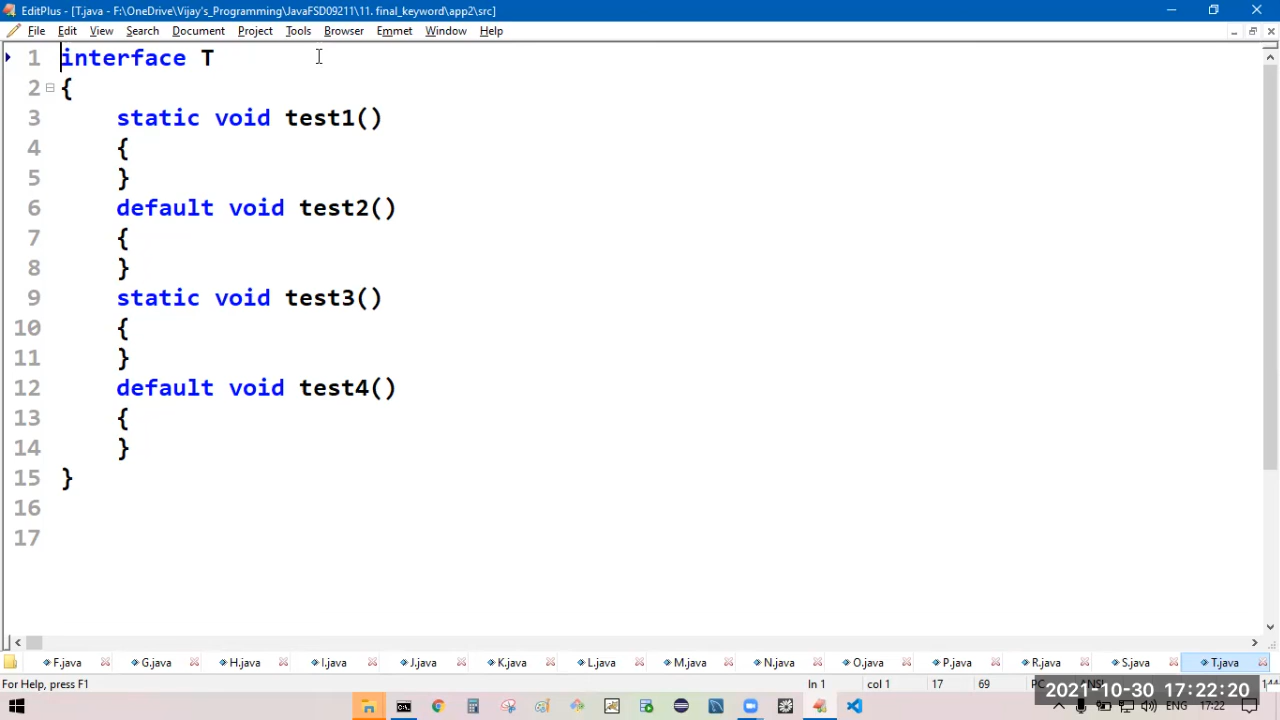 EditPlus - [T.java - F:\OneDrive\Vijay's_Programming\JavaFSD09211\11. final_keyword\app2\src]
File Edit View Search Document Project Tools Browser Emmet Window Help
1 interface T
2 {
3 static void test1()
4 {
5 }
6 default void test2()
7 {
8 }
9 static void test3()
10 {
11 }
12 default void test4()
13 {
14 }
15 }
16
17
F.java G.java H.java I.java J.java K.java L.java M.java N.java O.java P.java R.java S.java T.java
For Help, press F1 ln 1 col 1 17 69 PC ANSI
2021-10-30 17:22:20
ENG 17:22